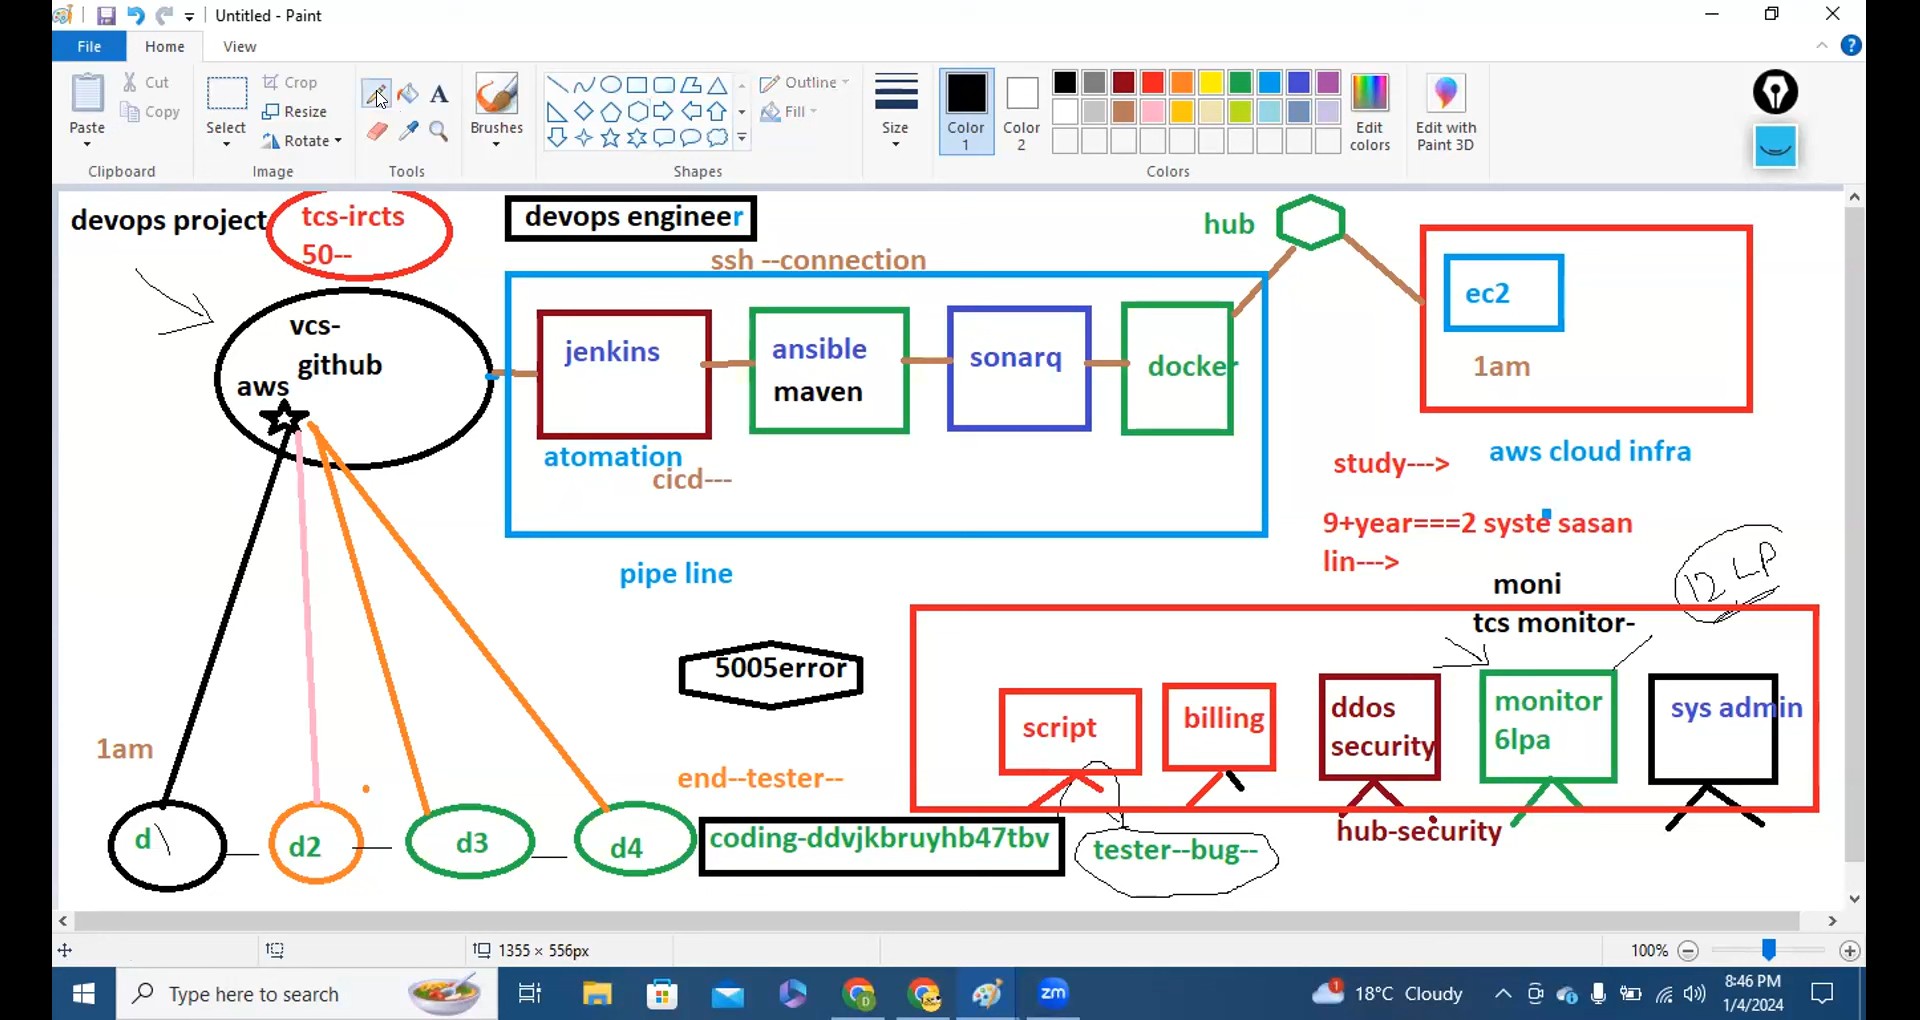 Untitled - Paint
File
Home
View
Paste
Cut
Copy
Clipboard
Select
Crop
Resize
Rotate
Image
A
Tools
Brushes
Shapes
Outline
Fill
Size
Color 1
Color 2
Edit colors
Colors
Edit with Paint 3D
devops project
tcs-ircts
50--
devops engineer
ssh --connection
hub
ec2
1am
vcs-
github
aws
jenkins
ansible
maven
sonarq
docker
atomation
cicd---
pipe line
study--->
aws cloud infra
9+year===2 syste sasan
lin--->
moni
tcs monitor-
12 LP
5005error
script
billing
ddos
security
monitor
6lpa
sys admin
hub-security
1am
end--tester--
d
d2
d3
d4
coding-ddvjkbruyhb47tbv
tester--bug--
1355 × 556px
100%
Type here to search
D
zm
1
18°C Cloudy
8:46 PM
1/4/2024